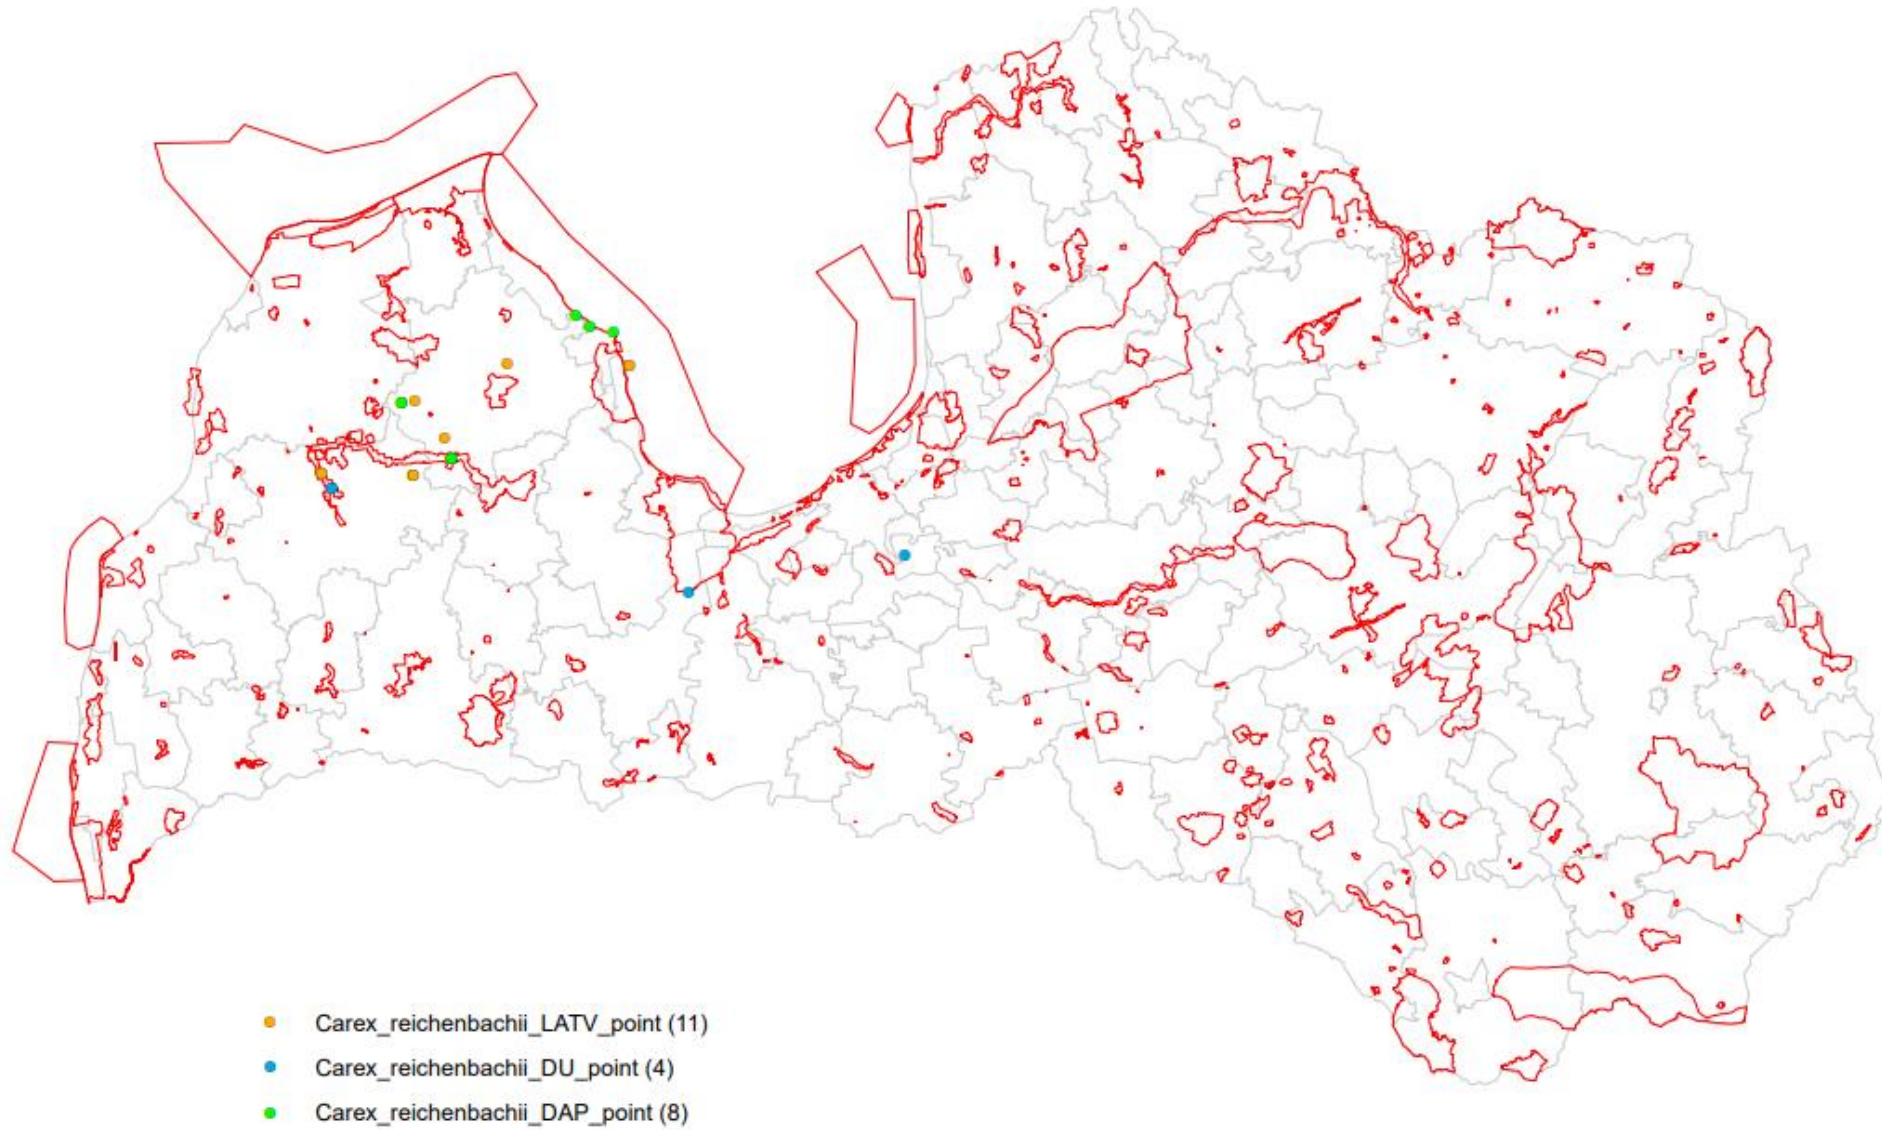 Carex_reichenbachii_LATV_point (11)
Carex_reichenbachii_DU_point (4)
Carex_reichenbachii_DAP_point (8)